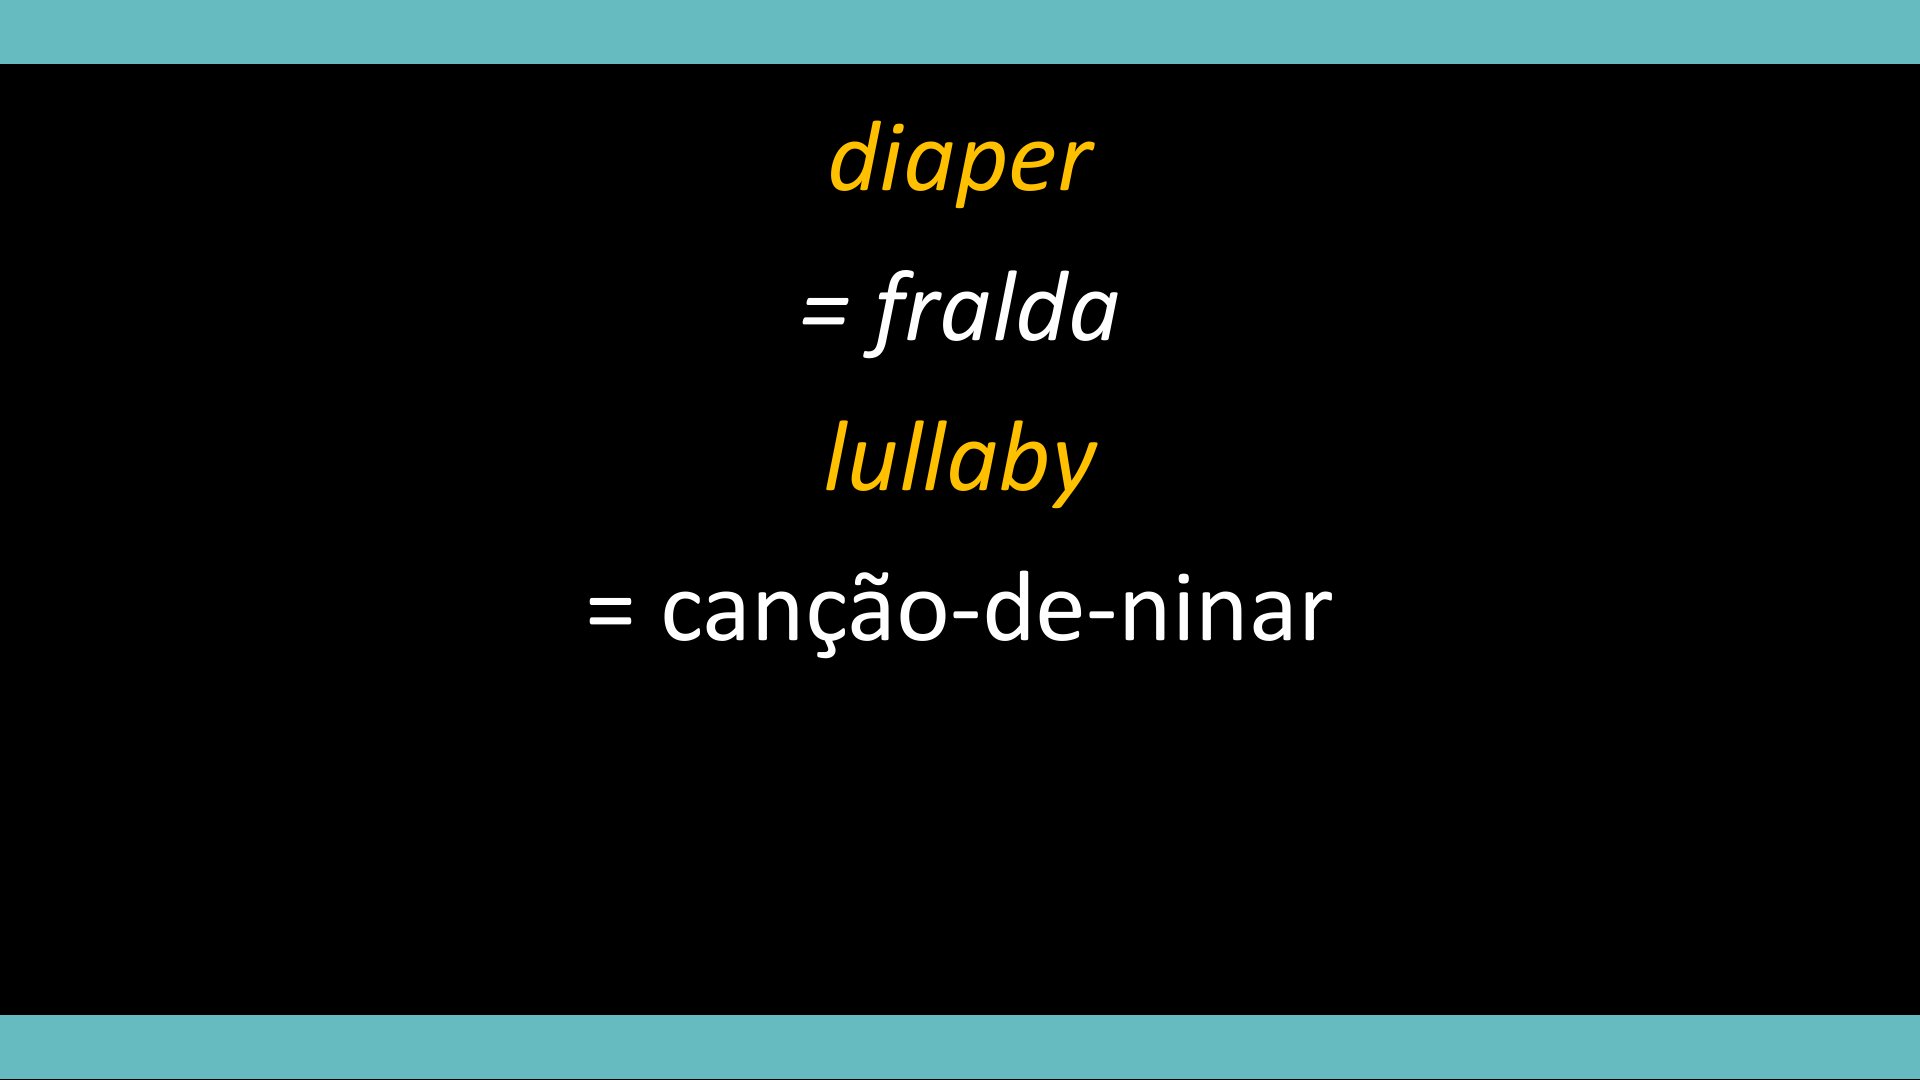 diaper
= fralda
lullaby
= canção-de-ninar